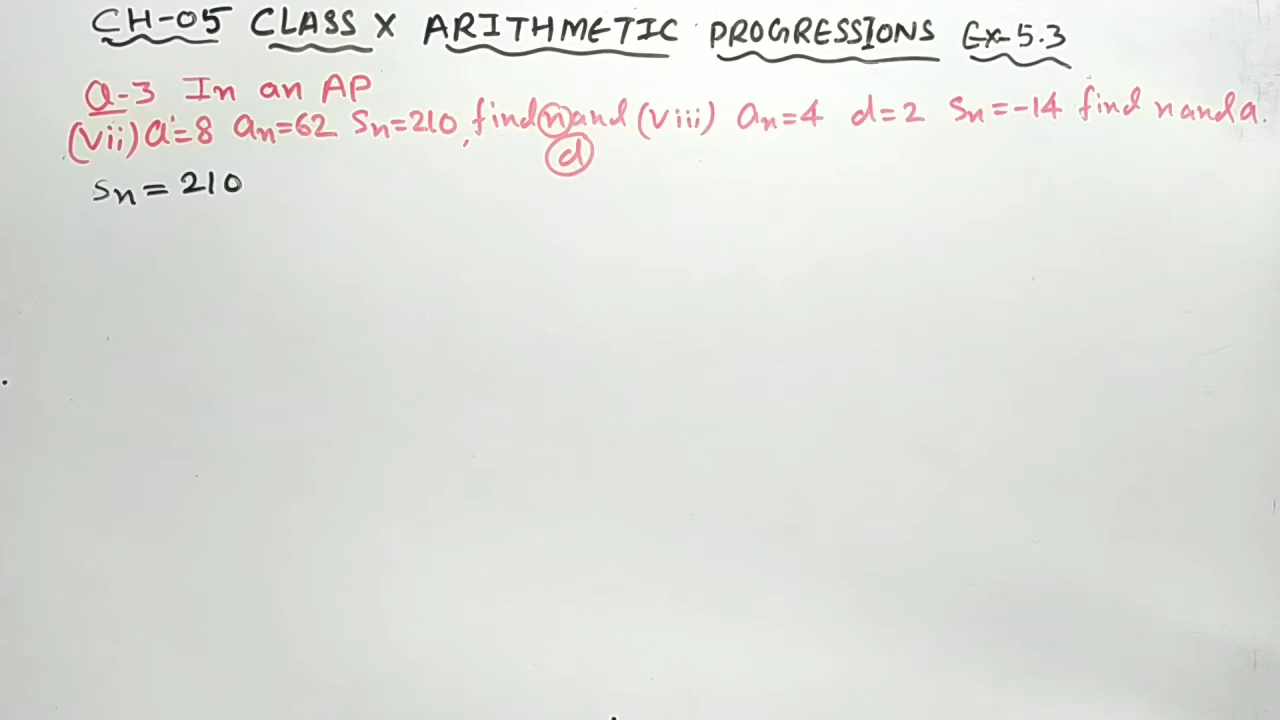 CH-05 CLASS X ARITHMETIC PROGRESSIONS Ex-5.3
Q-3 In an AP
(vii) a=8 an=62 Sn=210, find n and d (viii) an=4 d=2 Sn=-14 find n and a.
Sn=210